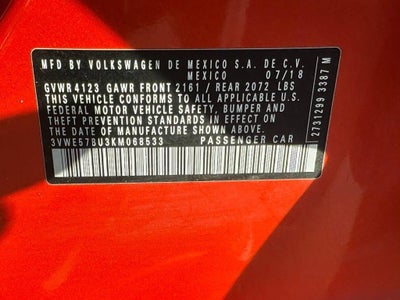 MFD BY VOLKSWAGEN DE MEXICO S.A. DE C.V.
MEXICO 07/18
GVWR 4123 GAWR FRONT 2161 / REAR 2072 LBS
THIS VEHICLE CONFORMS TO ALL APPLICABLE U.S.
FEDERAL MOTOR VEHICLE SAFETY, BUMPER, AND
THEFT PREVENTION STANDARDS IN EFFECT ON THE
DATE OF MANUFACTURE SHOWN ABOVE.
3VWE57BU3KM068533 PASSENGER CAR
2731299 3387 M